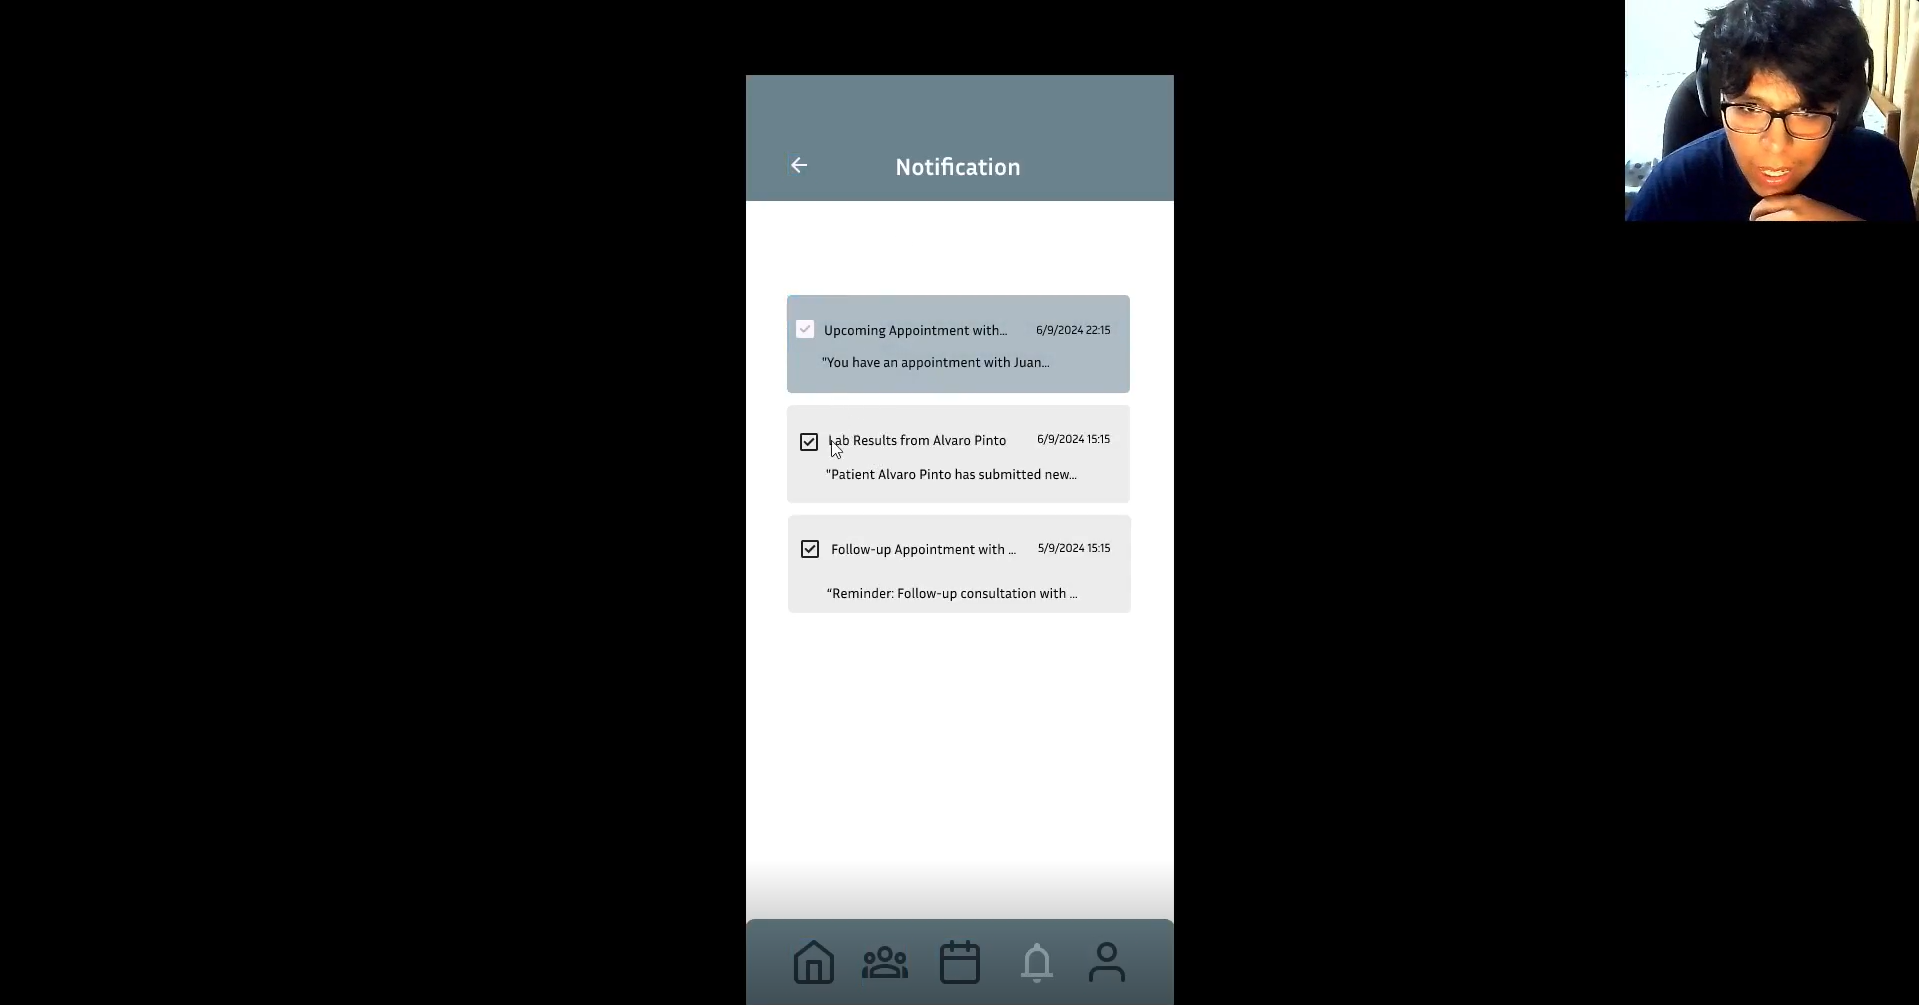 Notification
Upcoming Appointment with... 6/9/2024 22:15
"You have an appointment with Juan...
Lab Results from Alvaro Pinto 6/9/2024 15:15
"Patient Alvaro Pinto has submitted new...
Follow-up Appointment with ... 5/9/2024 15:15
“Reminder: Follow-up consultation with ...